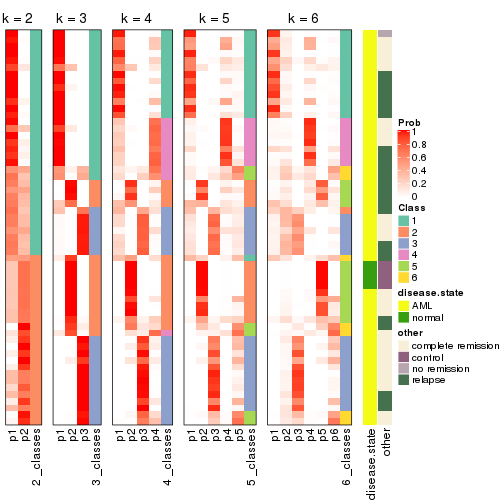 k = 2
k = 3
k = 4
k = 5
k = 6
Prob
1
0.8
0.6
0.4
0.2
0
Class
1
2
3
4
5
6
disease.state
AML
normal
other
complete remission
control
no remission
relapse
p1
p2
2_classes
p1
p2
p3
3_classes
p1
p2
p3
p4
4_classes
p1
p2
p3
p4
p5
5_classes
p1
p2
p3
p4
p5
p6
6_classes
disease.state
other